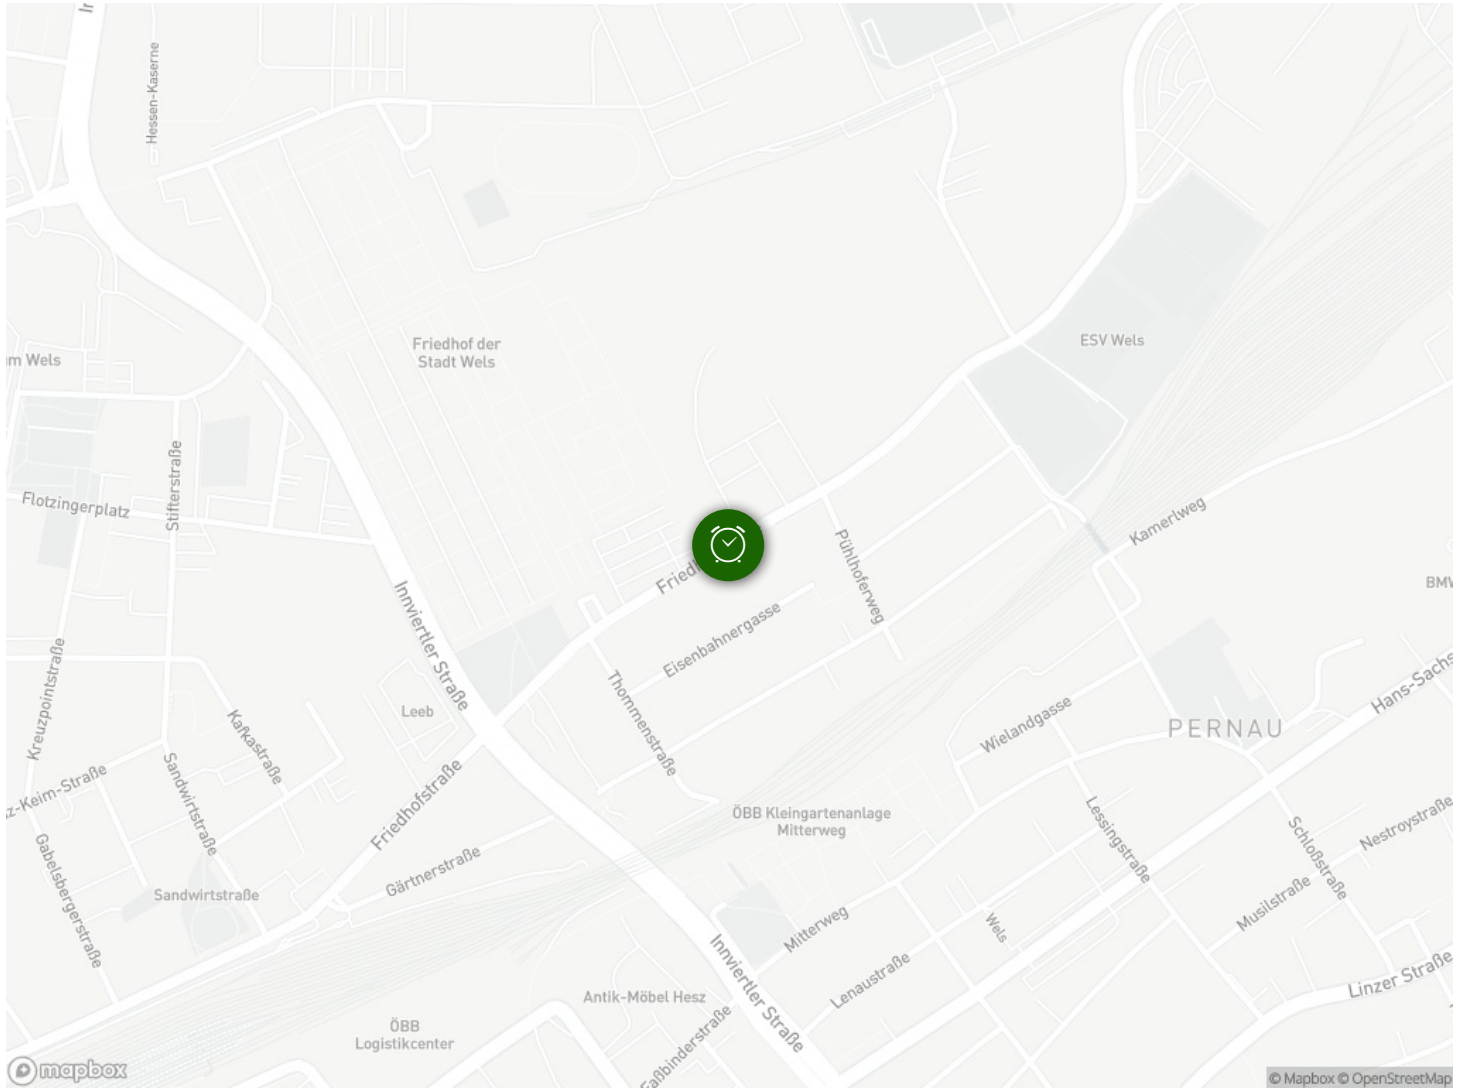 Hessen-Kaserne
Friedhof der
Stadt Wels
ESV Wels
m Wels
Stifterstraße
Flotzingerplatz
Kamerlweg
Pühlhoferweg
Fried
Innviertler Straße
Eisenbahnergasse
BMW
Kreuzpointstraße
Thommenstraße
Hans-Sachs
Leeb
Kafkastraße
Wielandgasse
PERNAU
z-Keim-Straße
Sandwirtstraße
Friedhofstraße
ÖBB Kleingartenanlage
Mitterweg
Lessingstraße
Schloßstraße
Nestroystraße
Gabelsbergerstraße
Gärtnerstraße
Sandwirtstraße
Musilstraße
Mitterweg
Wels
Innviertler Straße
Lenaustraße
Linzer Straße
Antik-Möbel Hesz
ÖBB
Logistikcenter
Faßbinderstraße
mapbox
© Mapbox © OpenStreetMap